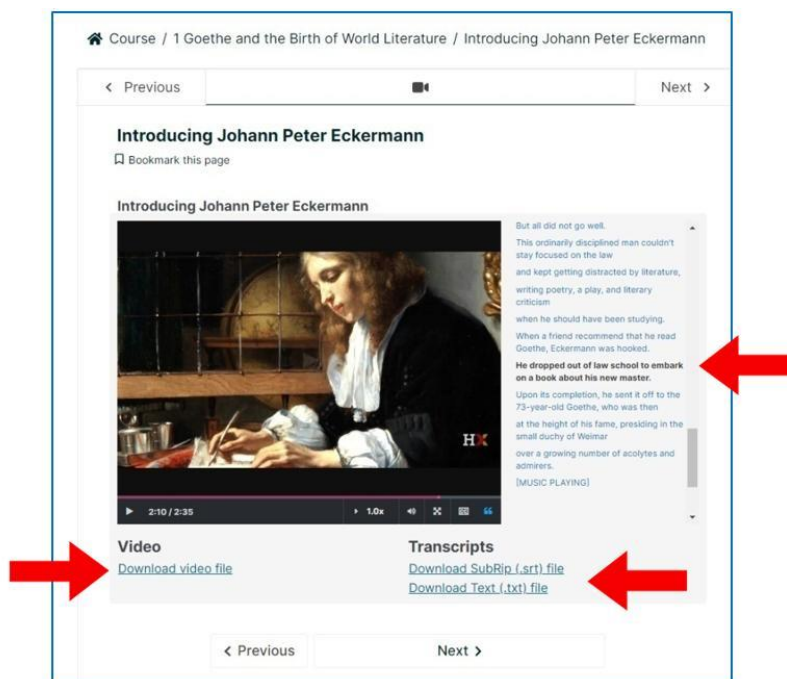 Course / 1 Goethe and the Birth of World Literature / Introducing Johann Peter Eckermann
< Previous
Next >
Introducing Johann Peter Eckermann
Bookmark this page
Introducing Johann Peter Eckermann
But all did not go well.
This ordinarily disciplined man couldn't
stay focused on the law
and kept getting distracted by literature,
writing poetry, a play, and literary
criticism
when he should have been studying.
When a friend recommend that he read
Goethe, Eckermann was hooked.
He dropped out of law school to embark
on a book about his new master.
Upon its completion, he sent it off to the
73-year-old Goethe, who was then
at the height of his fame, presiding in the
small duchy of Weimar
over a growing number of acolytes and
admirers.
[MUSIC PLAYING]
HX
2:10 / 2:35
1.0x
Video
Download video file
Transcripts
Download SubRip (.srt) file
Download Text (.txt) file
< Previous
Next >